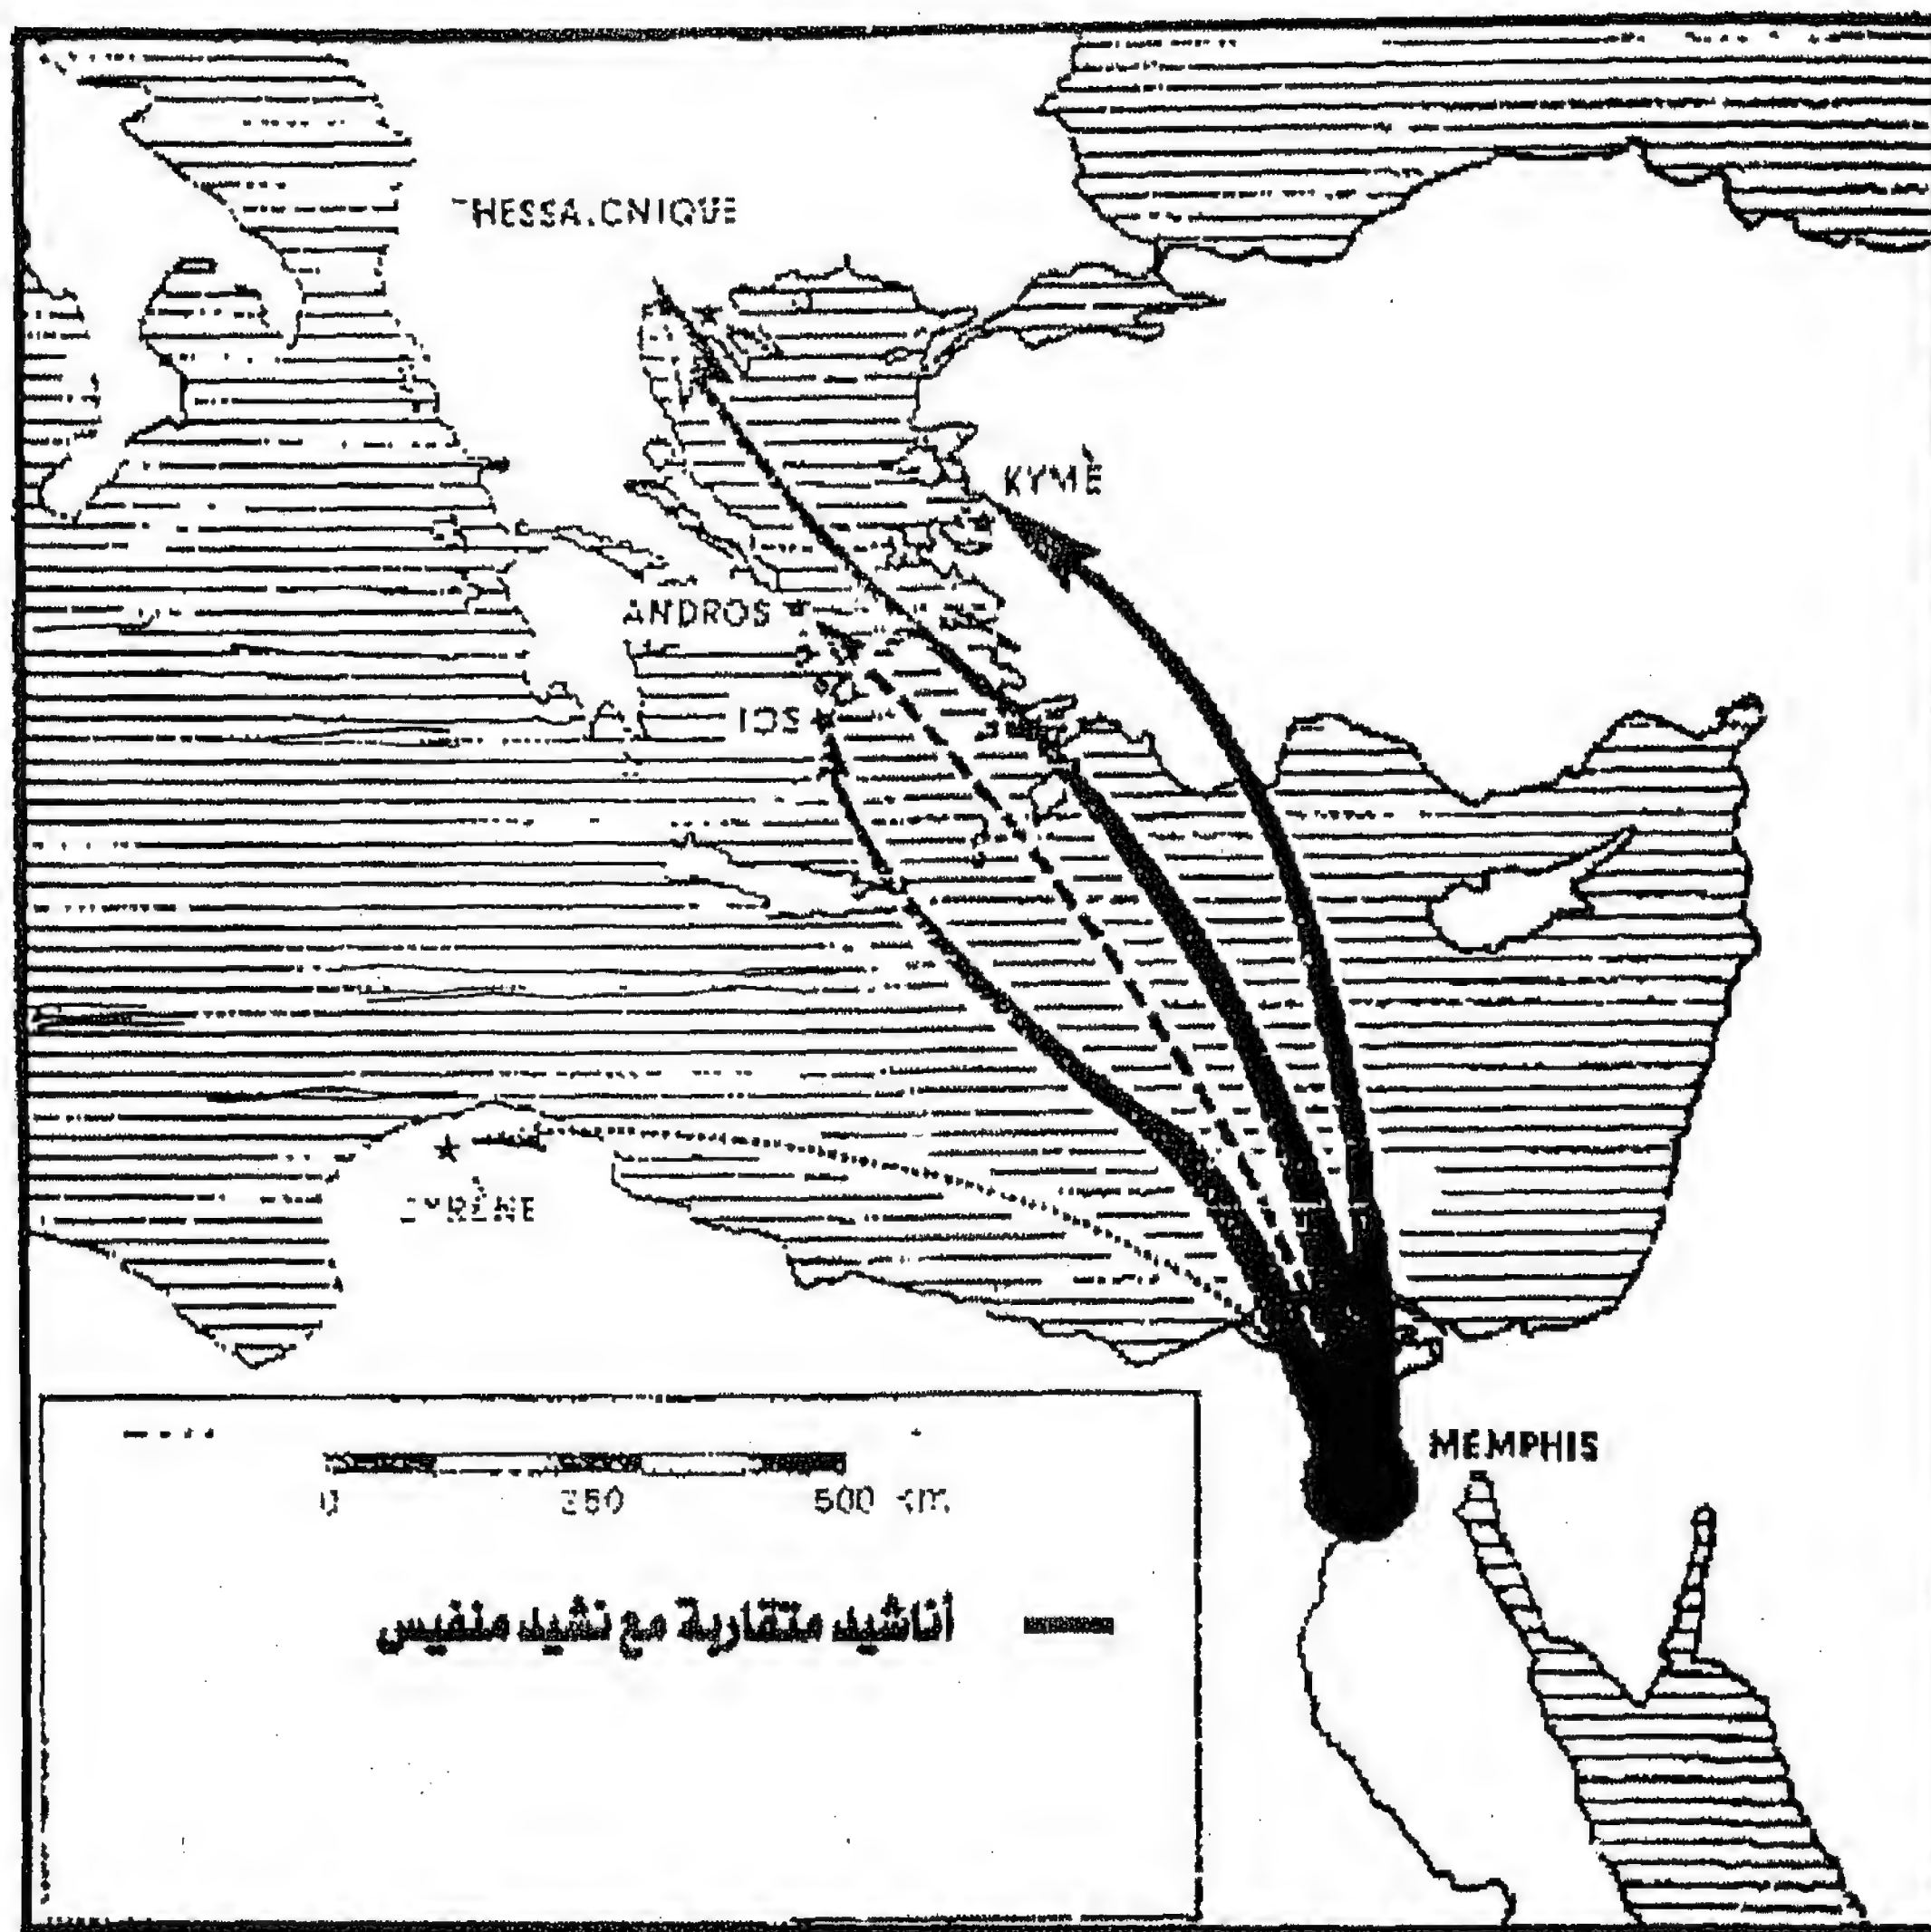 THESSALONIQUE
KYMÈ
ANDROS
IOS
CYRÈNE
MEMPHIS
0 250 500 km
أناشيد متقاربة مع نشيد منفيس